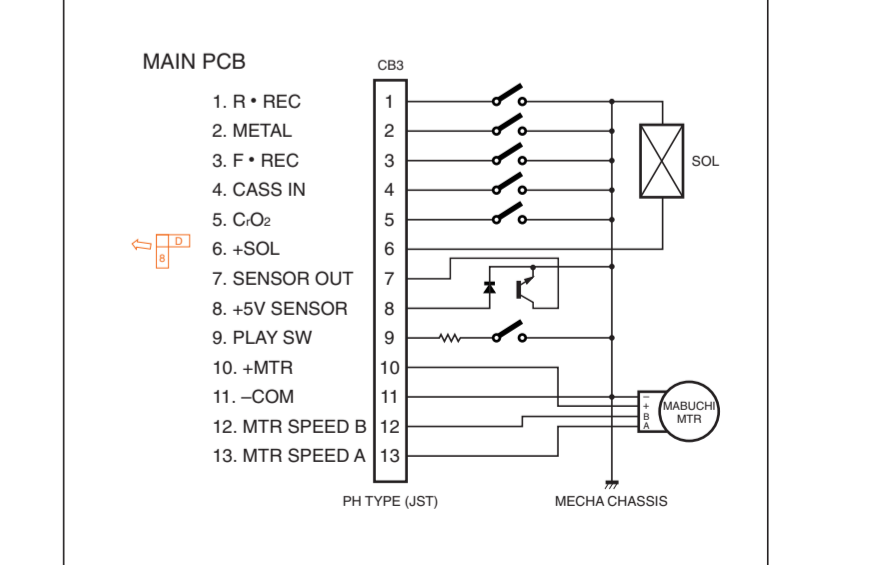 MAIN PCB
CB3
1. R • REC 1
2. METAL 2
3. F • REC 3
SOL
4. CASS IN 4
5. CrO2 5
6. +SOL 6
D
8
7. SENSOR OUT 7
8. +5V SENSOR 8
9. PLAY SW 9
10. +MTR 10
11. –COM 11
12. MTR SPEED B 12
13. MTR SPEED A 13
–
+
B
A
MABUCHI
MTR
PH TYPE (JST)
MECHA CHASSIS